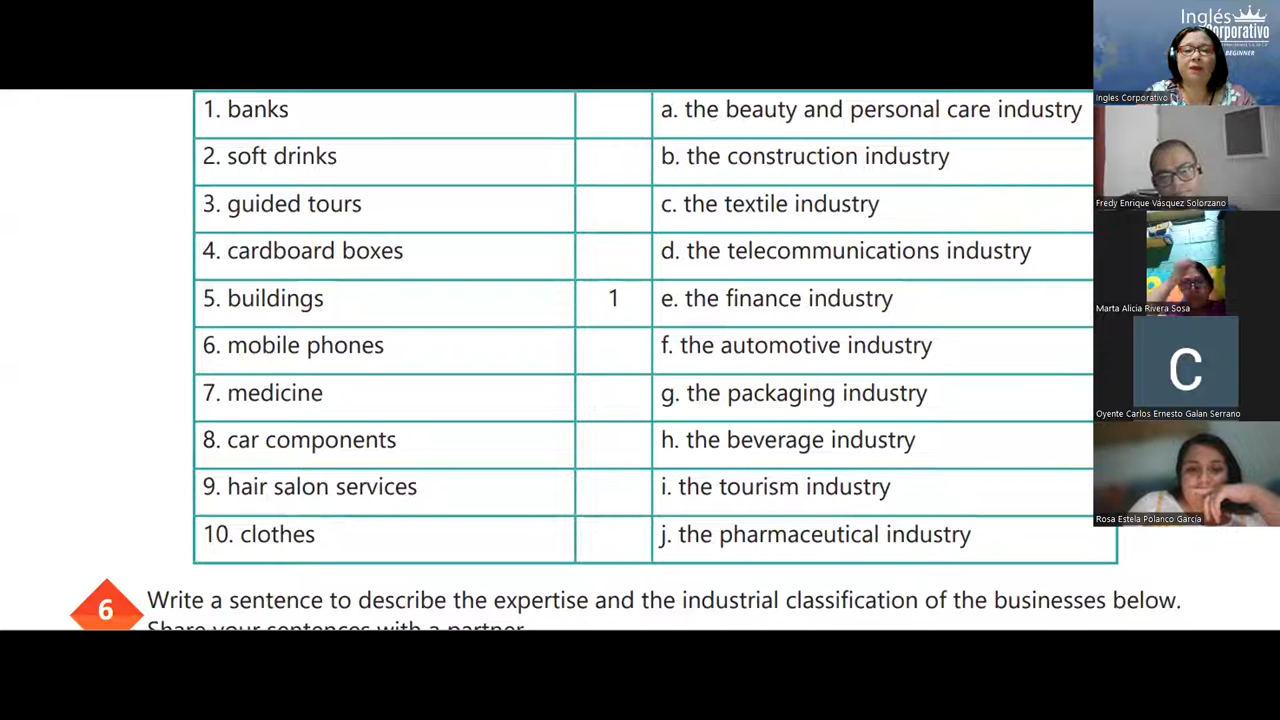 Inglés
Corporativo
BEGINNER
Ingles Corporativo
1. banks
a. the beauty and personal care industry
2. soft drinks
b. the construction industry
3. guided tours
c. the textile industry
4. cardboard boxes
d. the telecommunications industry
5. buildings
1
e. the finance industry
6. mobile phones
f. the automotive industry
7. medicine
g. the packaging industry
8. car components
h. the beverage industry
9. hair salon services
i. the tourism industry
10. clothes
j. the pharmaceutical industry
6
Write a sentence to describe the expertise and the industrial classification of the businesses below.
Share your sentences with a partner
Fredy Enrique Vásquez Solorzano
Marta Alicia Rivera Sosa
C
Oyente Carlos Ernesto Galan Serrano
Rosa Estela Polanco García